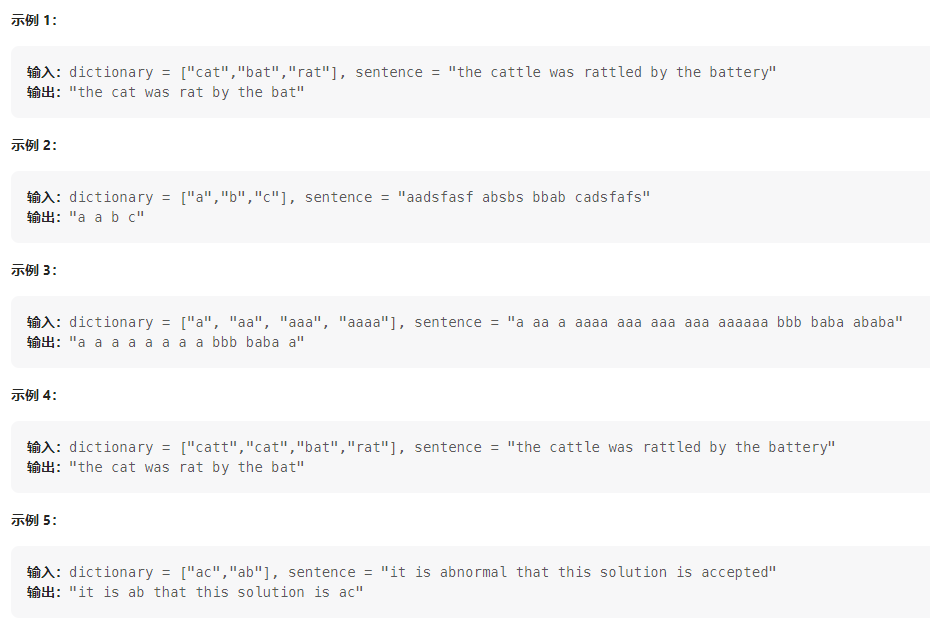 示例 1：
输入：dictionary = ["cat","bat","rat"], sentence = "the cattle was rattled by the battery"
输出："the cat was rat by the bat"
示例 2：
输入：dictionary = ["a","b","c"], sentence = "aadsfasf absbs bbab cadsfafs"
输出："a a b c"
示例 3：
输入：dictionary = ["a", "aa", "aaa", "aaaa"], sentence = "a aa a aaaa aaa aaa aaa aaaaaa bbb baba ababa"
输出："a a a a a a a a bbb baba a"
示例 4：
输入：dictionary = ["catt","cat","bat","rat"], sentence = "the cattle was rattled by the battery"
输出："the cat was rat by the bat"
示例 5：
输入：dictionary = ["ac","ab"], sentence = "it is abnormal that this solution is accepted"
输出："it is ab that this solution is ac"